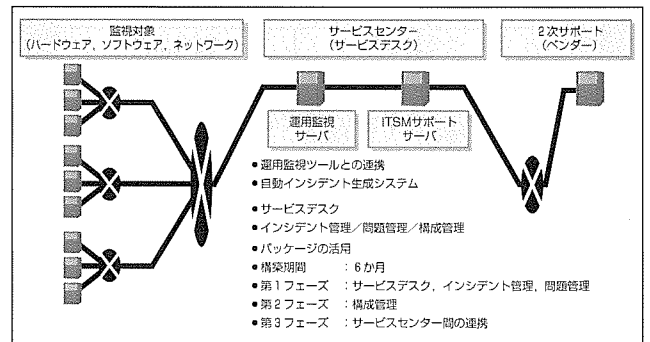 監視対象
(ハードウェア，ソフトウェア，ネットワーク)
サービスセンター
(サービスデスク)
2次サポート
(ベンダー)
運用監視
サーバ
ITSMサポート
サーバ
●運用監視ツールとの連携
●自動インシデント生成システム
●サービスデスク
●インシデント管理／問題管理／構成管理
●パッケージの活用
●構築期間　：6か月
●第1フェーズ　：サービスデスク，インシデント管理，問題管理
●第2フェーズ　：構成管理
●第3フェーズ　：サービスセンター間の連携